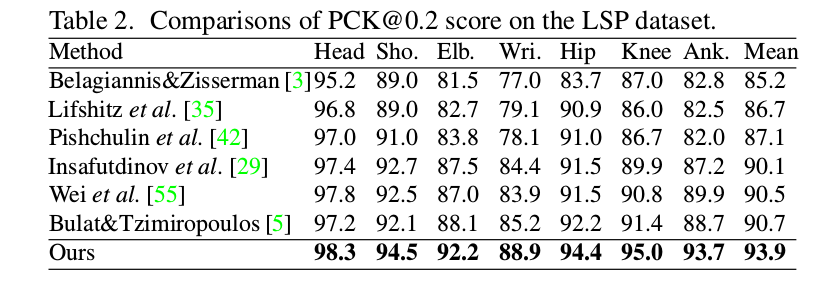 Table 2. Comparisons of PCK@0.2 score on the LSP dataset.
Method Head Sho. Elb. Wri. Hip Knee Ank. Mean
Belagiannis&Zisserman [3] 95.2 89.0 81.5 77.0 83.7 87.0 82.8 85.2
Lifshitz et al. [35] 96.8 89.0 82.7 79.1 90.9 86.0 82.5 86.7
Pishchulin et al. [42] 97.0 91.0 83.8 78.1 91.0 86.7 82.0 87.1
Insafutdinov et al. [29] 97.4 92.7 87.5 84.4 91.5 89.9 87.2 90.1
Wei et al. [55] 97.8 92.5 87.0 83.9 91.5 90.8 89.9 90.5
Bulat&Tzimiropoulos [5] 97.2 92.1 88.1 85.2 92.2 91.4 88.7 90.7
Ours 98.3 94.5 92.2 88.9 94.4 95.0 93.7 93.9